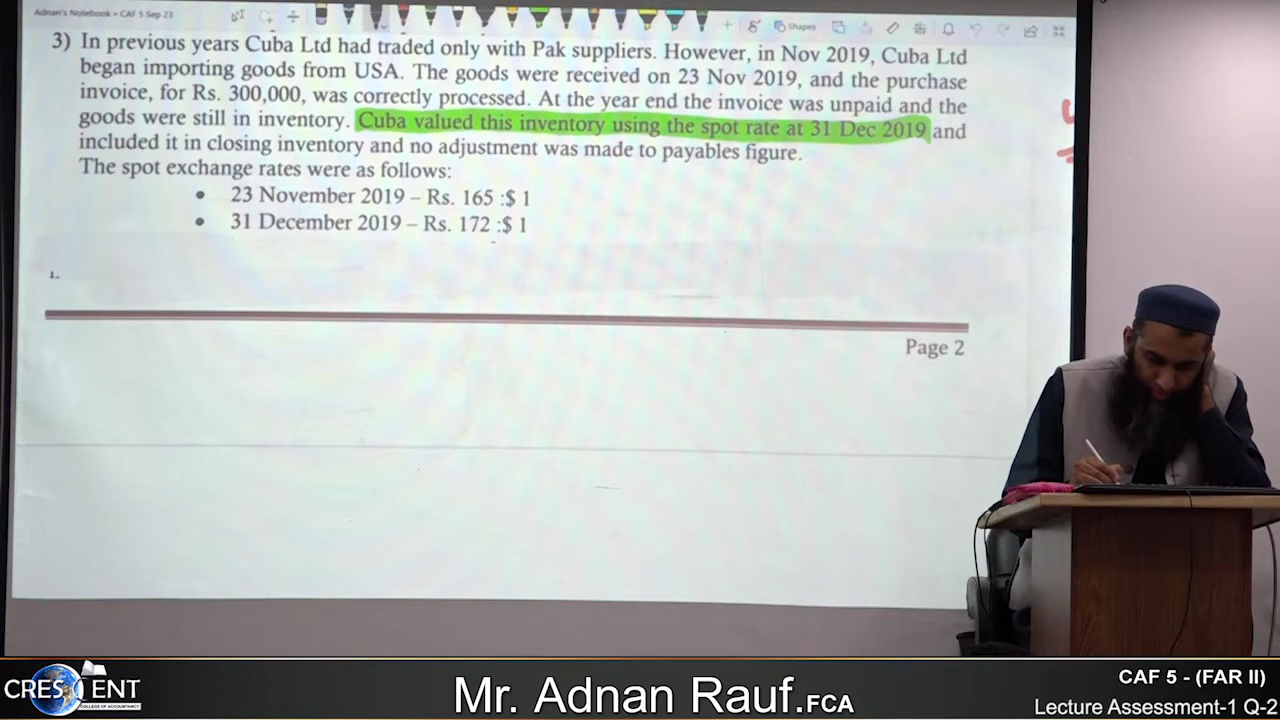 Adnan's Notebook • CAF 5 Sep 23
Shapes
3) In previous years Cuba Ltd had traded only with Pak suppliers. However, in Nov 2019, Cuba Ltd
began importing goods from USA. The goods were received on 23 Nov 2019, and the purchase
invoice, for Rs. 300,000, was correctly processed. At the year end the invoice was unpaid and the
goods were still in inventory. Cuba valued this inventory using the spot rate at 31 Dec 2019 and
included it in closing inventory and no adjustment was made to payables figure.
The spot exchange rates were as follows:
• 23 November 2019 – Rs. 165 :$ 1
• 31 December 2019 – Rs. 172 :$ 1
Page 2
CRESCENT
COLLEGE OF ACCOUNTANCY
Mr. Adnan Rauf.FCA
CAF 5 - (FAR II)
Lecture Assessment-1 Q-2